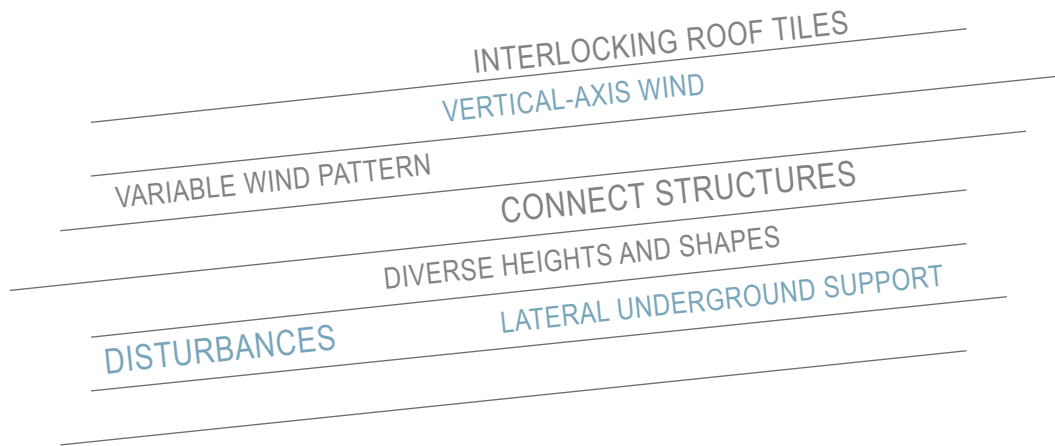 INTERLOCKING ROOF TILES
VERTICAL-AXIS WIND
VARIABLE WIND PATTERN
CONNECT STRUCTURES
DIVERSE HEIGHTS AND SHAPES
LATERAL UNDERGROUND SUPPORT
DISTURBANCES